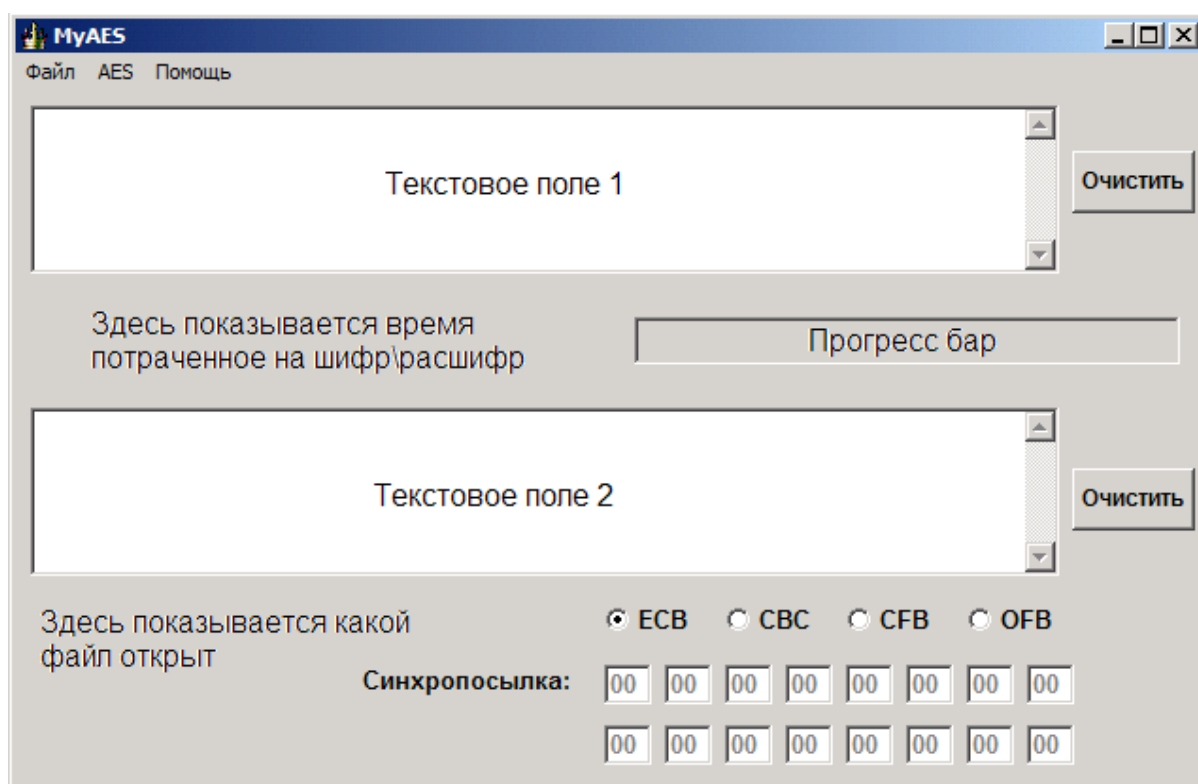 MyAES
Файл AES Помощь
Текстовое поле 1
Очистить
Здесь показывается время
потраченное на шифр\расшифр
Прогресс бар
Текстовое поле 2
Очистить
Здесь показывается какой
файл открыт
ECB CBC CFB OFB
Синхропосылка: 00 00 00 00 00 00 00 00
00 00 00 00 00 00 00 00